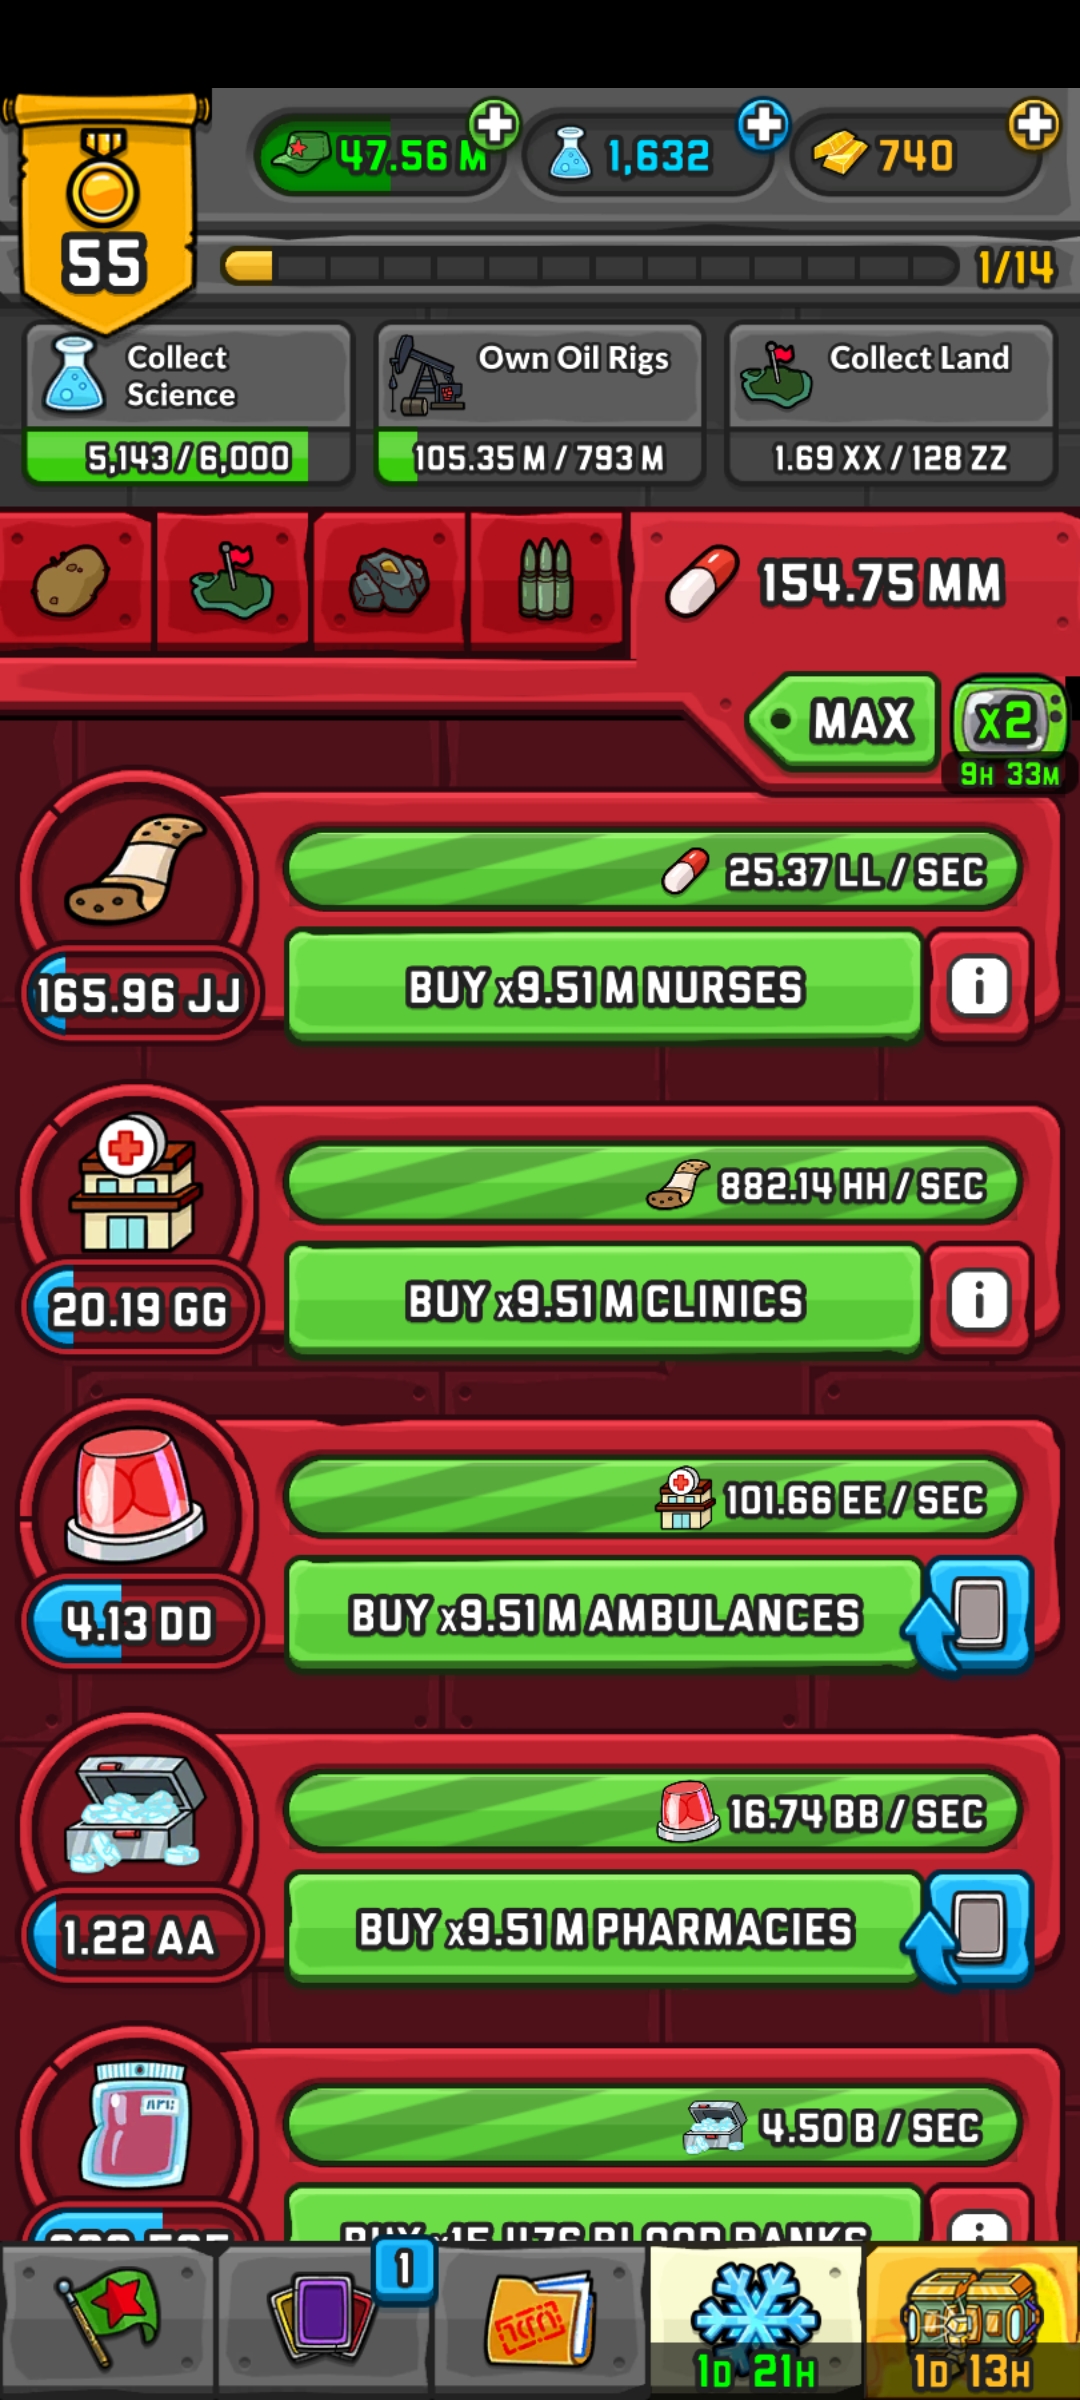 47.56 M
1,632
740
55
1/14
Collect
Science
5,143 / 6,000
Own Oil Rigs
105.35 M / 793 M
Collect Land
1.69 XX / 128 ZZ
154.75 MM
MAX
x2
9H 33M
25.37 LL / SEC
165.96 JJ
BUY x9.51 M NURSES
i
882.14 HH / SEC
20.19 GG
BUY x9.51 M CLINICS
i
101.66 EE / SEC
4.13 DD
BUY x9.51 M AMBULANCES
16.74 BB / SEC
1.22 AA
BUY x9.51 M PHARMACIES
4.50 B / SEC
BUY BLOOD BANKS
i
1
1D 21H
1D 13H